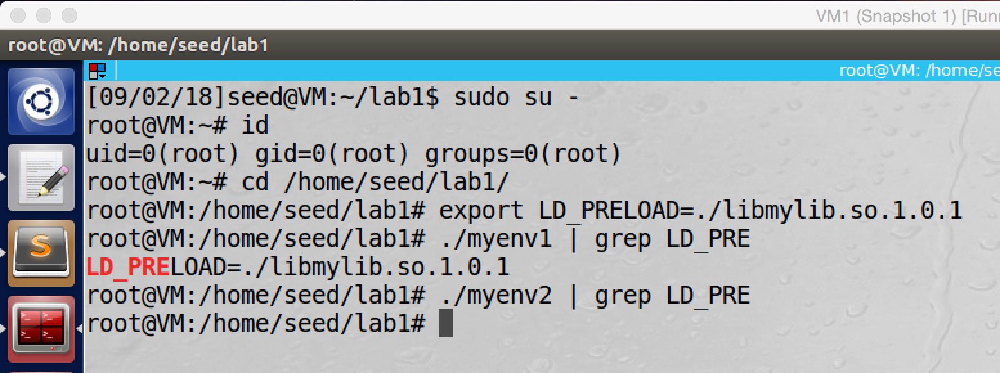 VM1 (Snapshot 1) [Runn
root@VM: /home/seed/lab1
root@VM: /home/se
[09/02/18]seed@VM:~/lab1$ sudo su -
root@VM:~# id
uid=0(root) gid=0(root) groups=0(root)
root@VM:~# cd /home/seed/lab1/
root@VM:/home/seed/lab1# export LD_PRELOAD=./libmylib.so.1.0.1
root@VM:/home/seed/lab1# ./myenv1 | grep LD_PRE
LD_PRELOAD=./libmylib.so.1.0.1
root@VM:/home/seed/lab1# ./myenv2 | grep LD_PRE
root@VM:/home/seed/lab1#